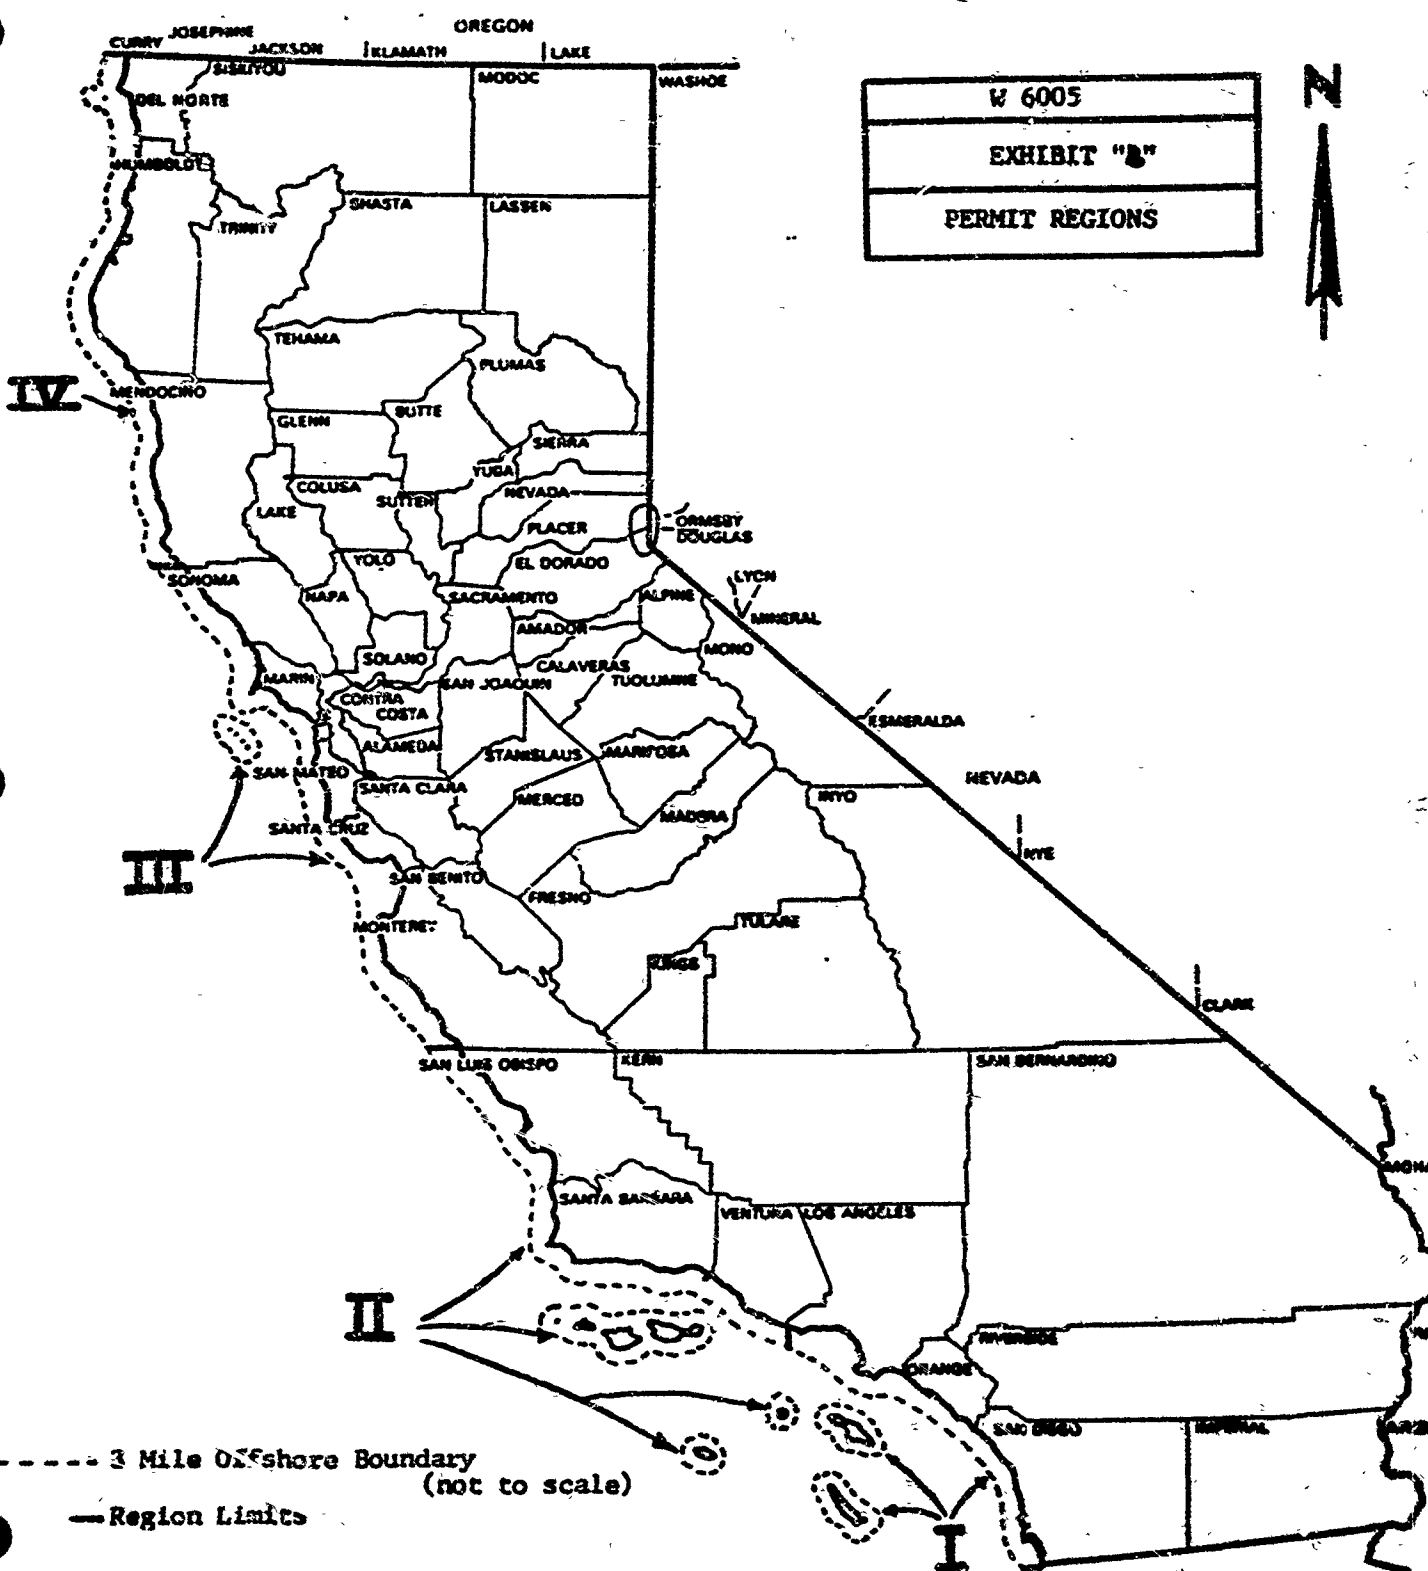 OREGON
CURRY
JOSEPHINE
JACKSON
KLAMATH
LAKE
SISKIYOU
MODOC
WASHOE
DEL NORTE
HUMBOLDT
W 6005
EXHIBIT
PERMIT REGIONS
N
SHASTA
LASSEN
TRINITY
TEHAMA
PLUMAS
IV
MENDOCINO
GLENN
SIERRA
YUBA
COLUSA
NEVADA
LAKE
PLACER
ORMSBY
DOUGLAS
YOLO
EL DORADO
SONOMA
NAPA
SACRAMENTO
ALPINE
LYON
MINERAL
AMADOR
MONO
SOLANO
CALAVERAS
MARIN
SAN JOAQUIN
TUOLUMNE
CONTRA
COSTA
ESMERALDA
ALAMEDA
STANISLAUS
MARIPOSA
SAN MATEO
NEVADA
SANTA CLARA
MERCED
INYO
MADERA
SANTA CRUZ
NYE
III
SAN BENITO
FRESNO
MONTEREY
TULARE
KINGS
CLARK
SAN LUIS OBISPO
KERN
SAN BERNARDINO
SANTA BARBARA
VENTURA
LOS ANGELES
II
RIVERSIDE
ORANGE
SAN DIEGO
IMPERIAL
3 Mile Offshore Boundary
(not to scale)
Region Limits
I